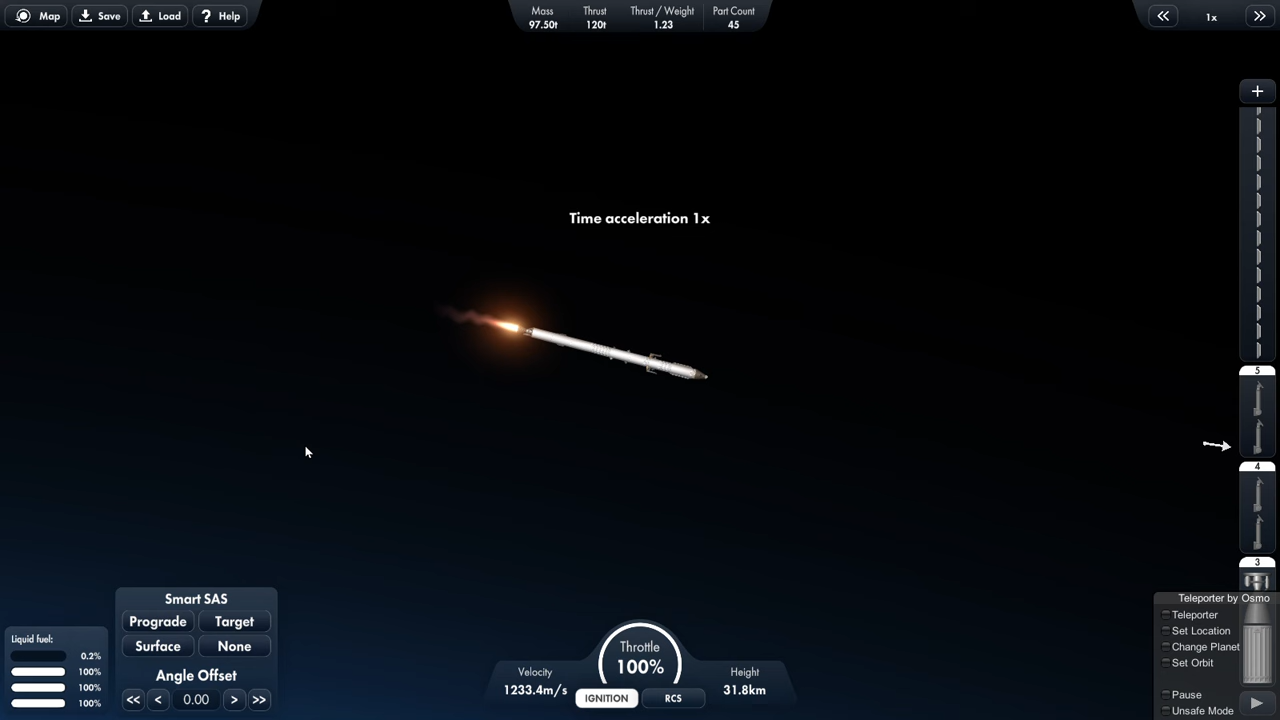 Map
Save
Load
? Help
Mass
97.50t
Thrust
120t
Thrust / Weight
1.23
Part Count
45
1x
+
Time acceleration 1x
5
4
3
Smart SAS
Prograde
Target
Surface
None
Angle Offset
<< < 0.00 > >>
Liquid fuel:
0.2%
100%
100%
100%
Throttle
100%
Velocity
1233.4m/s
IGNITION
RCS
Height
31.8km
Teleporter by Osmo
Teleporter
Set Location
Change Planet
Set Orbit
Pause
Unsafe Mode